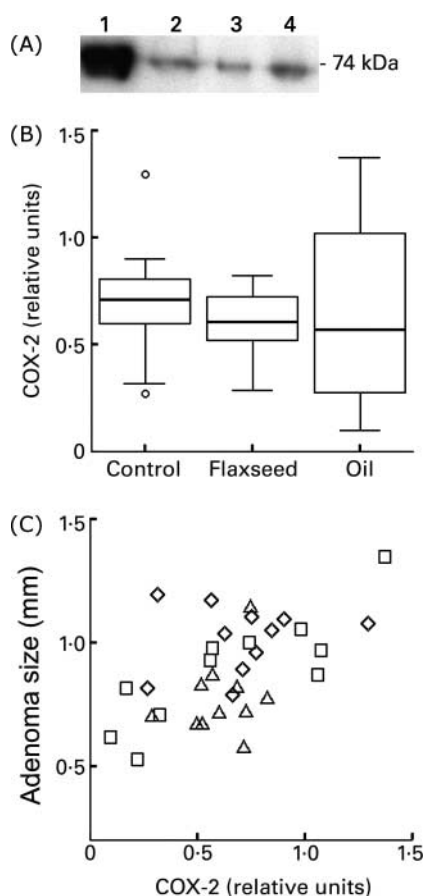 (A) 1 2 3 4
- 74 kDa
(B)
1·5
1·0
0·5
0
COX-2 (relative units)
Control Flaxseed Oil
(C)
1·5
1·0
0·5
Adenoma size (mm)
0 0·5 1·0 1·5
COX-2 (relative units)